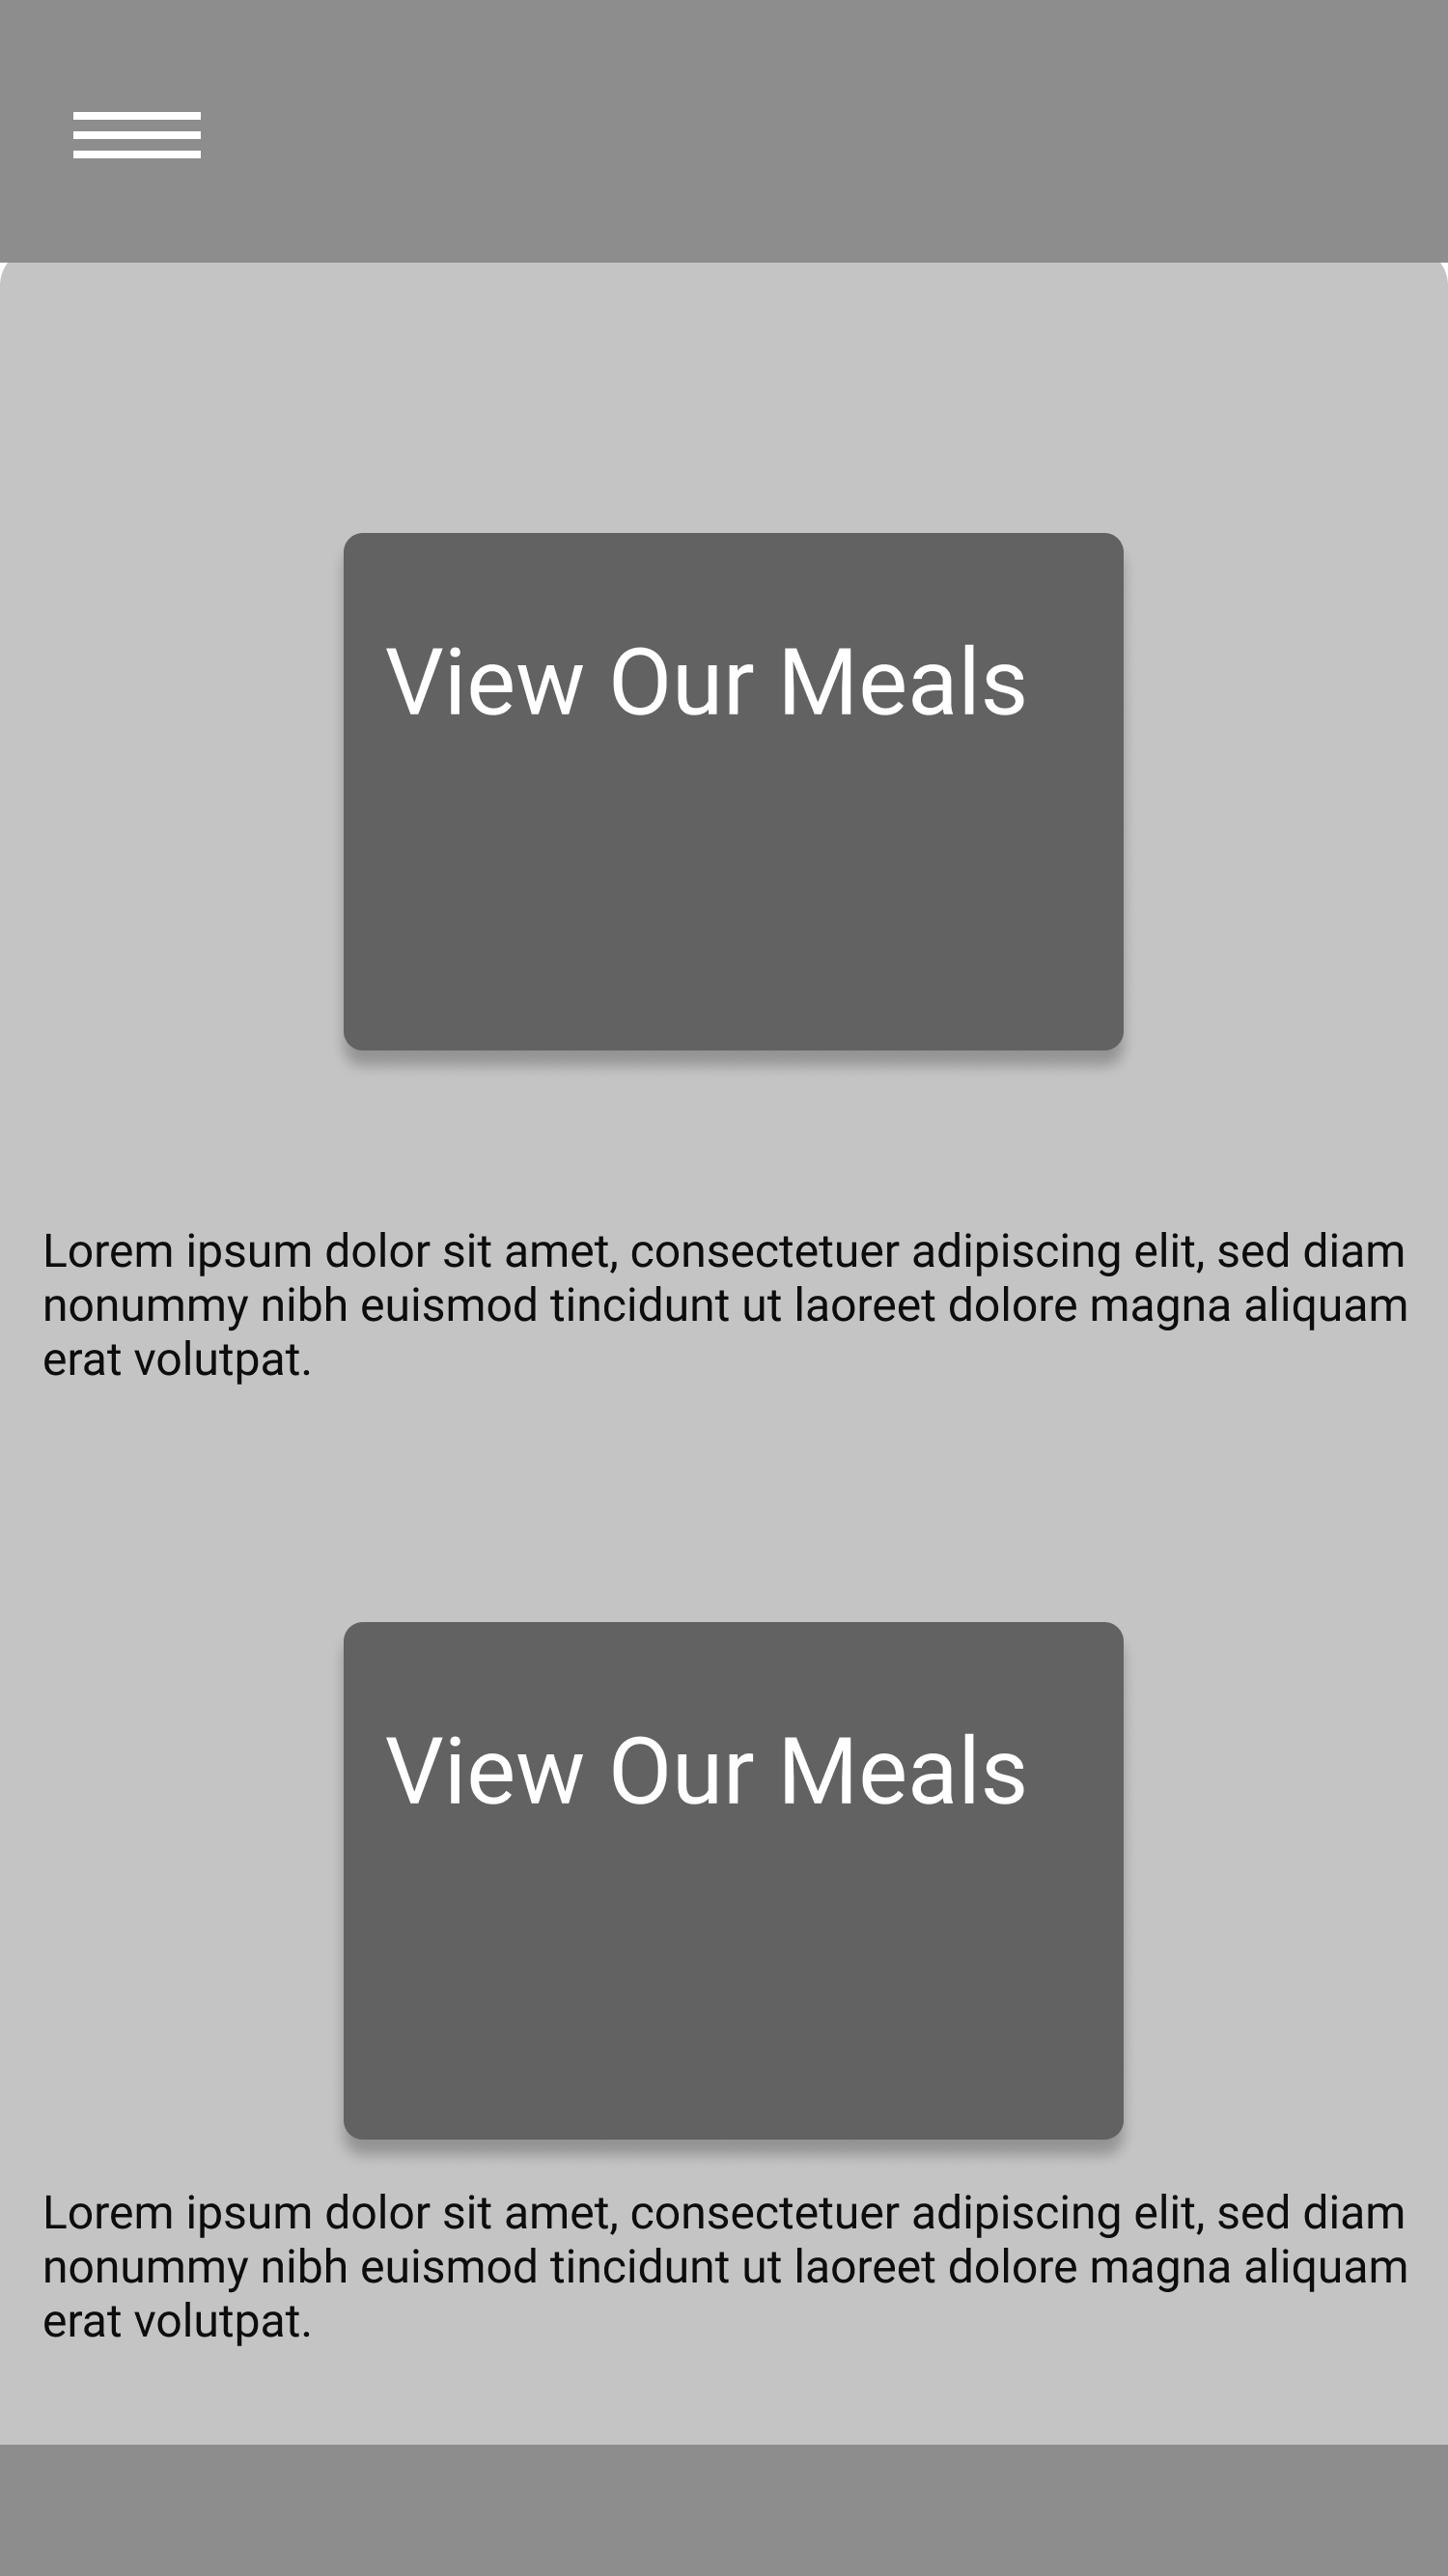 View Our Meals
Lorem ipsum dolor sit amet, consectetuer adipiscing elit, sed diam
nonummy nibh euismod tincidunt ut laoreet dolore magna aliquam
erat volutpat.
View Our Meals
Lorem ipsum dolor sit amet, consectetuer adipiscing elit, sed diam
nonummy nibh euismod tincidunt ut laoreet dolore magna aliquam
erat volutpat.